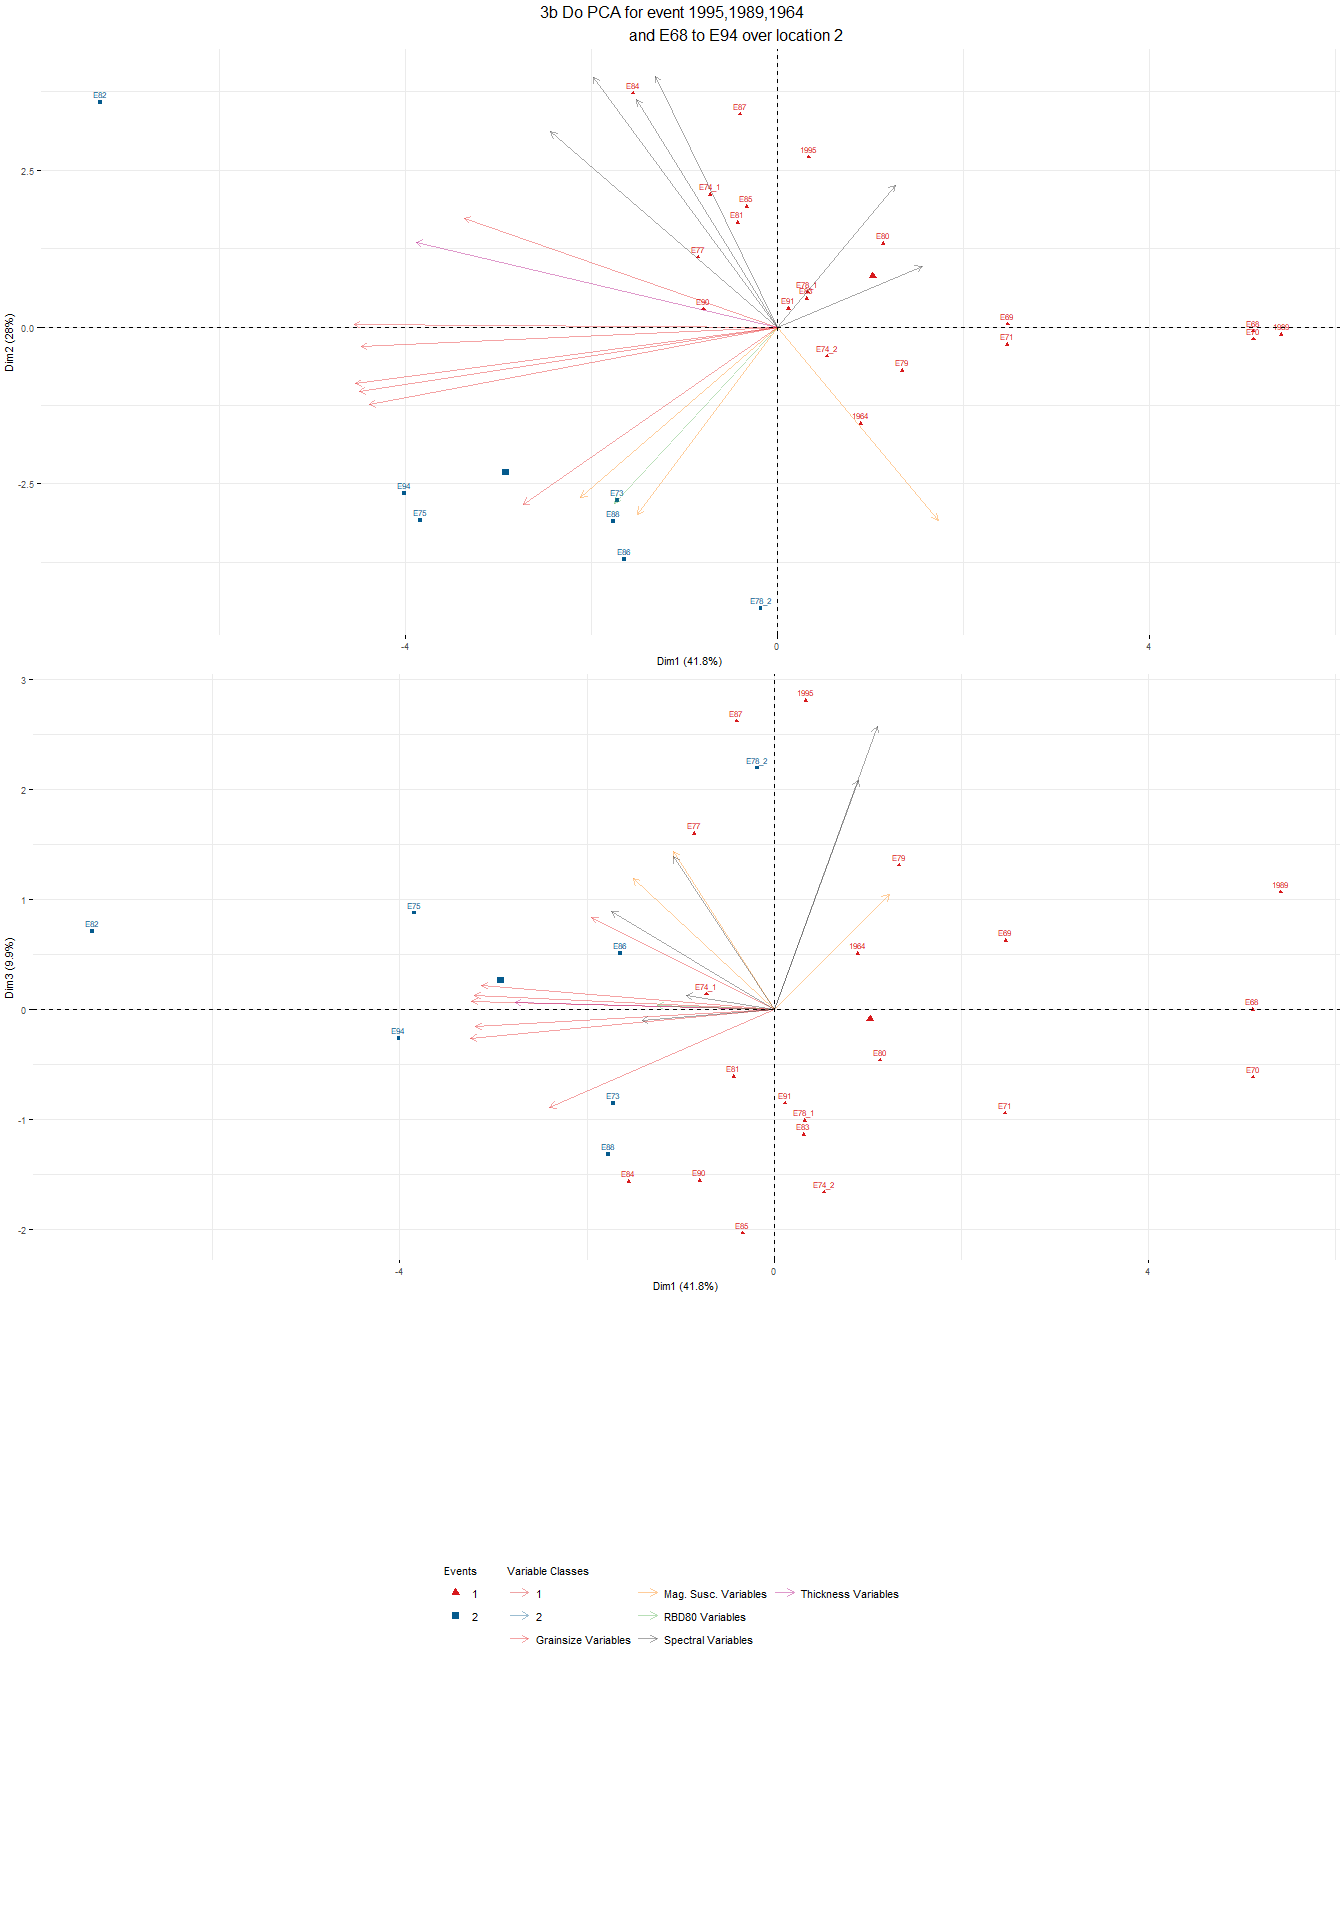 3b Do PCA for event 1995,1989,1964
and E68 to E94 over location 2
E82
E84
E87
1995
2.5
E74_1
E85
E81
E80
E77
E78_1
E90
E91
E69
E68
1989
0.0
E70
E71
E74_2
E79
Dim2 (28%)
1964
-2.5
E94
E73
E75
E88
E86
E78_2
-4
0
4
Dim1 (41.8%)
3
1995
E87
E78_2
2
E77
E79
1989
1
E75
E82
E69
E86
1964
Dim3 (9.9%)
E74_1
E68
0
E94
E80
E81
E70
E73
E91
E71
-1
E78_1
E83
E88
E84
E90
E74_2
E85
-2
-4
0
4
Dim1 (41.8%)
Events
Variable Classes
1
1
Mag. Susc. Variables
Thickness Variables
2
2
RBD80 Variables
Grainsize Variables
Spectral Variables